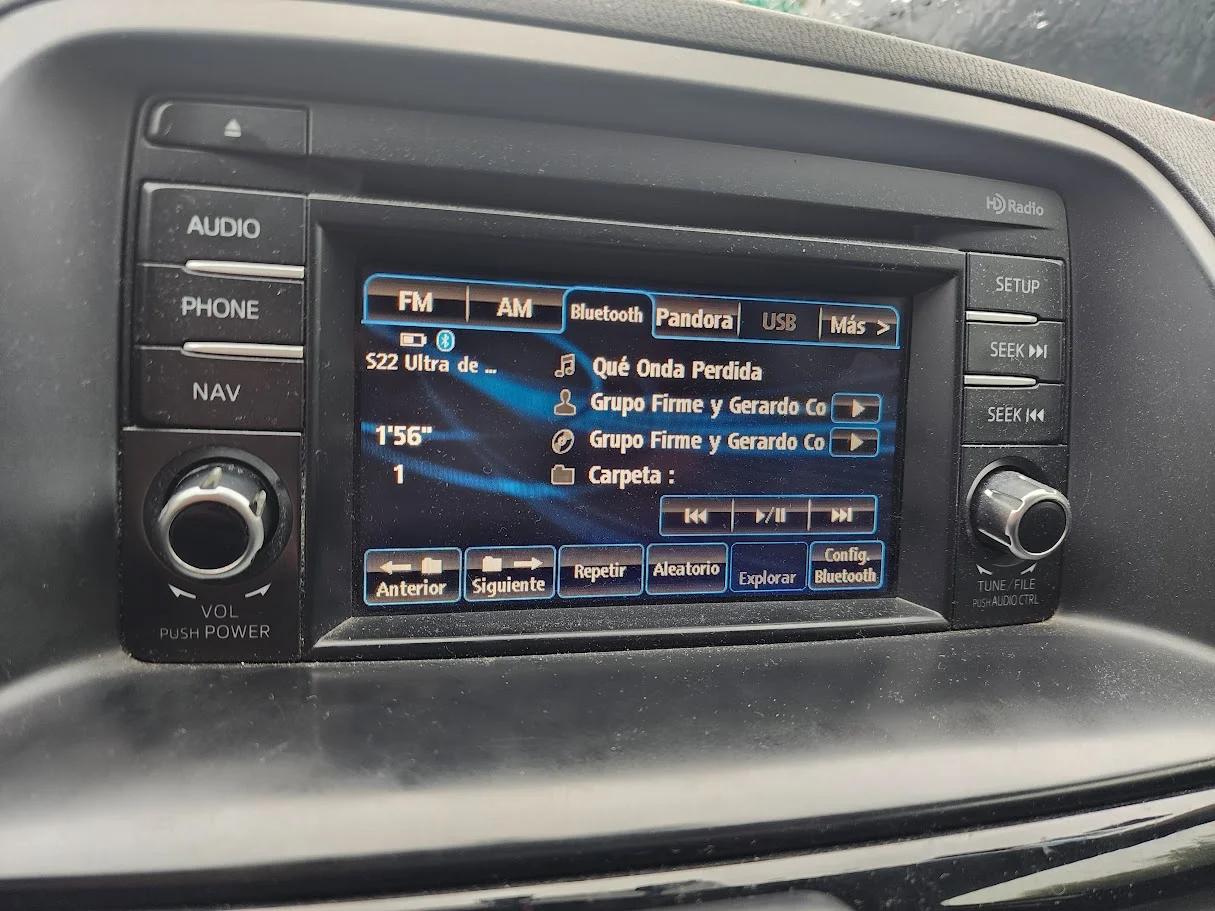 HD Radio
AUDIO
PHONE
NAV
VOL
PUSH POWER
FM AM Bluetooth Pandora USB Más >
S22 Ultra de ...
1'56"
1
Qué Onda Perdida
Grupo Firme y Gerardo Co
Grupo Firme y Gerardo Co
Carpeta :
Anterior Siguiente Repetir Aleatorio Explorar Config. Bluetooth
SETUP
SEEK
SEEK
TUNE/FILE
PUSH AUDIO CTRL